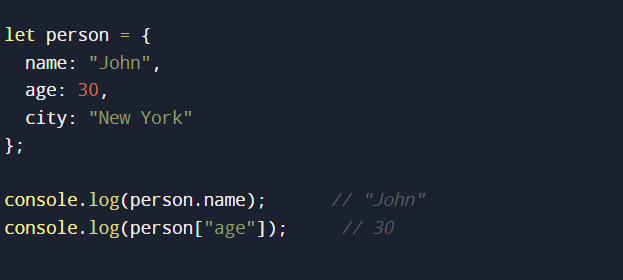 let person = {
  name: "John",
  age: 30,
  city: "New York"
};
console.log(person.name);      // "John"
console.log(person["age"]);     // 30